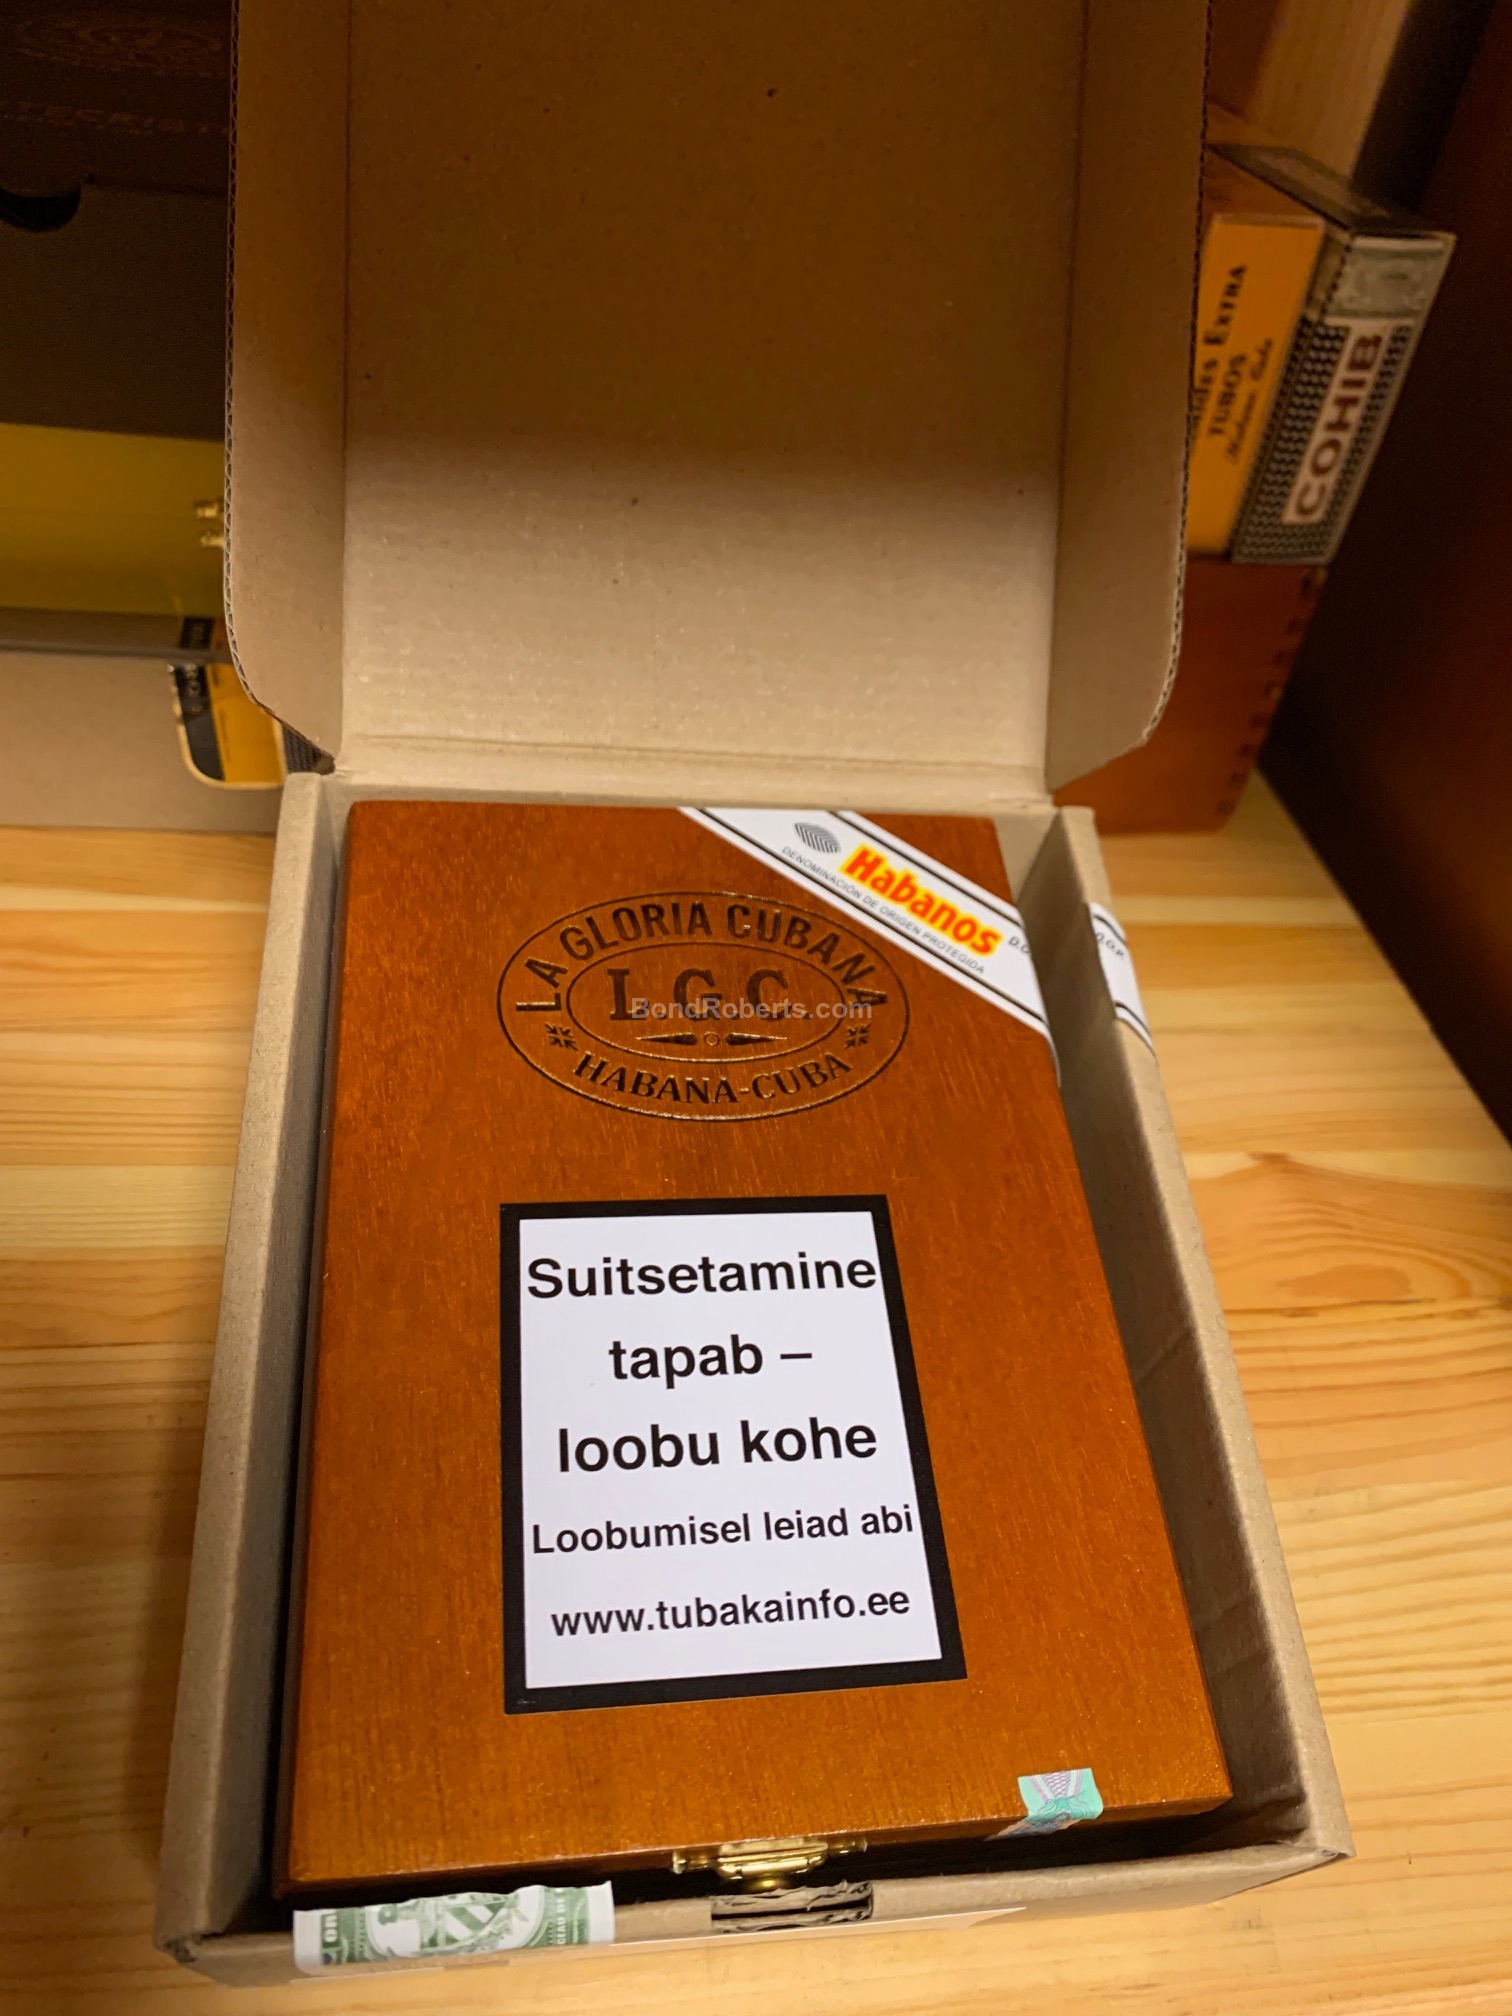 EXTRA
TUBOS
COHIB
Habanos
DENOMINACIÓN DE ORIGEN PROTEGIDA
D.O.P.
LA GLORIA CUBANA
L.G.C.
BondRoberts.com
HABANA-CUBA
Suitsetamine
tapab –
loobu kohe
Loobumisel leiad abi
www.tubakainfo.ee